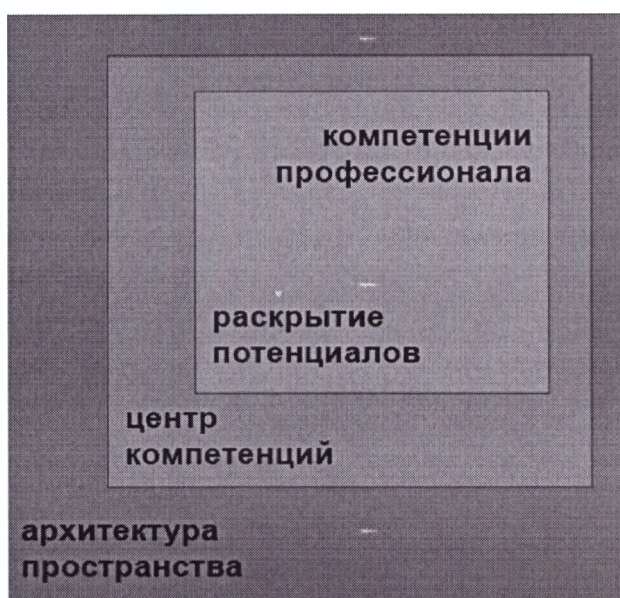 компетенции
профессионала
раскрытие
потенциалов
центр
компетенций
архитектура
пространства